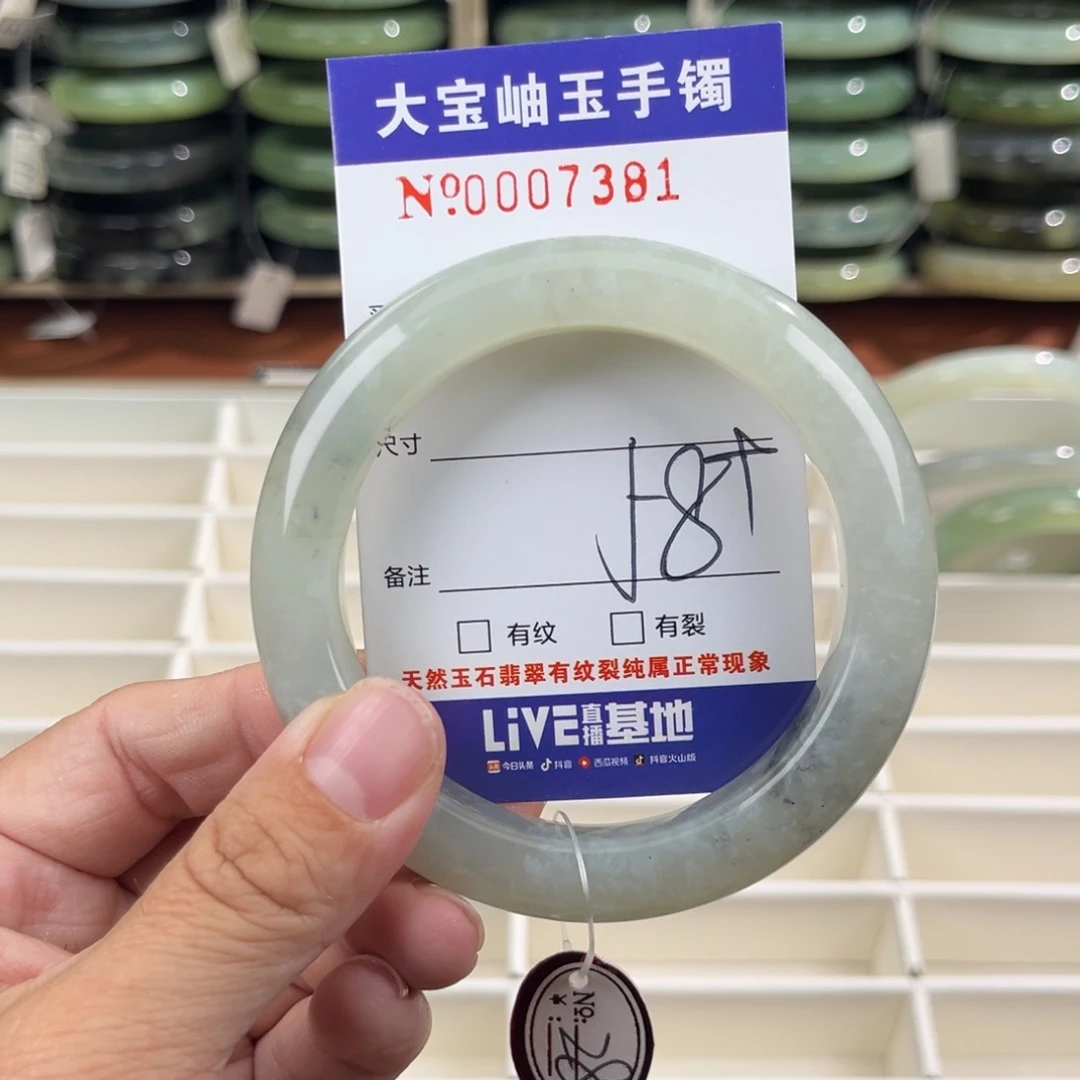 大宝岫玉手镯
Nº0007381
尺寸
备注
有纹 有裂
天然玉石翡翠有纹裂纯属正常现象
LiVE直播基地
今日头条 抖音 西瓜视频 抖音火山版
Nº: